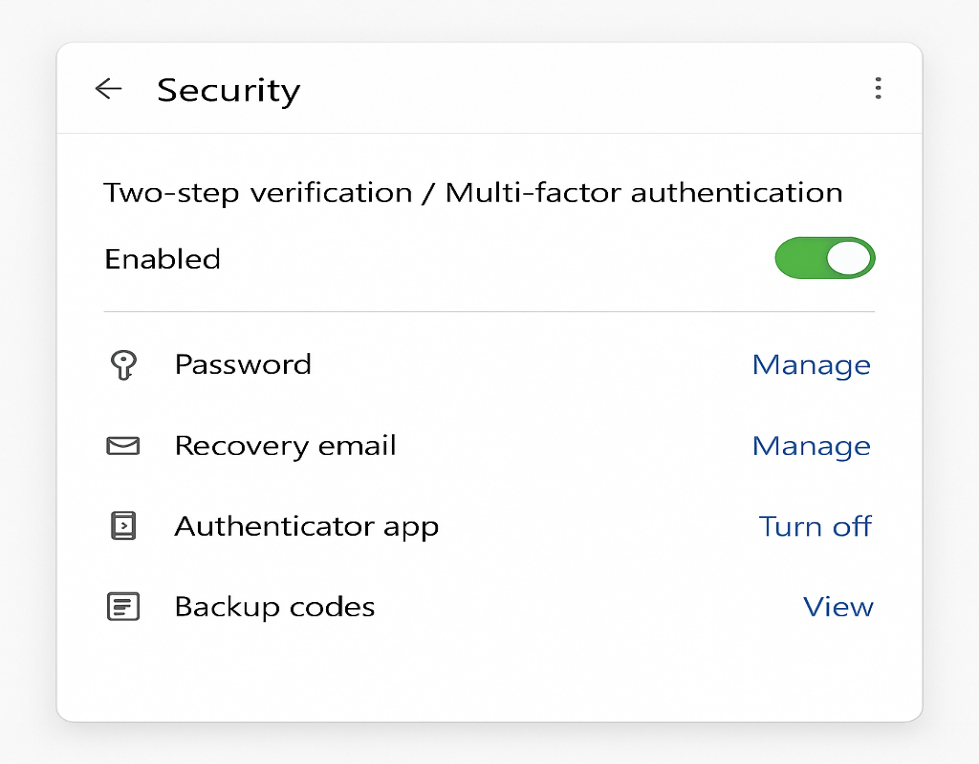 Security
Two-step verification / Multi-factor authentication
Enabled
Password Manage
Recovery email Manage
Authenticator app Turn off
Backup codes View